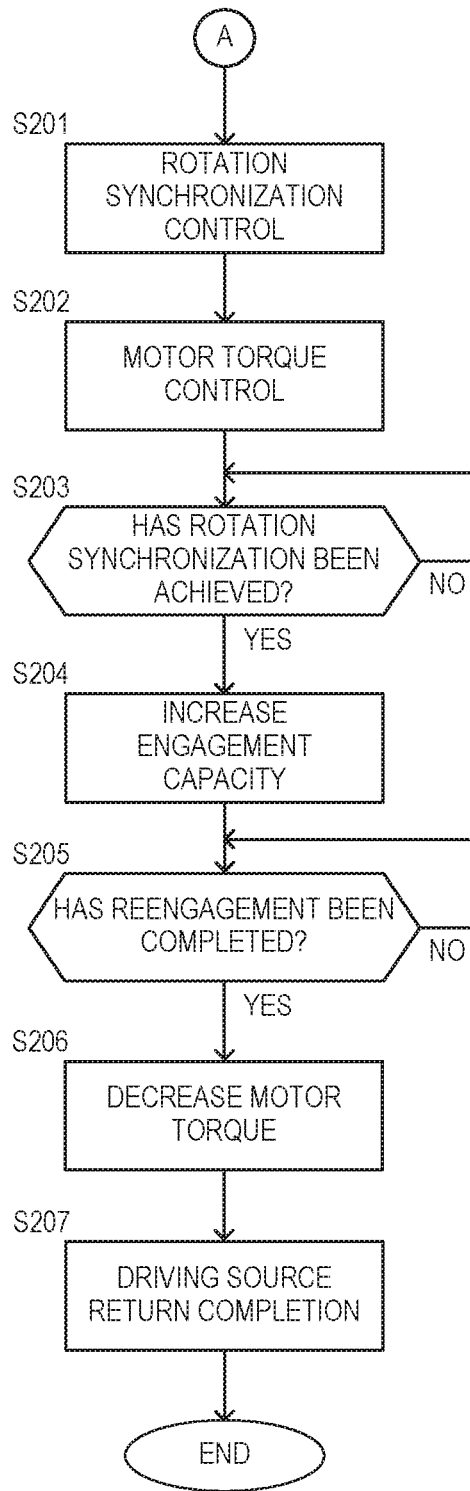 A
S201
ROTATION
SYNCHRONIZATION
CONTROL
S202
MOTOR TORQUE
CONTROL
S203
HAS ROTATION
SYNCHRONIZATION BEEN
ACHIEVED?
NO
YES
S204
INCREASE
ENGAGEMENT
CAPACITY
S205
HAS REENGAGEMENT BEEN
COMPLETED?
NO
YES
S206
DECREASE MOTOR
TORQUE
S207
DRIVING SOURCE
RETURN COMPLETION
END